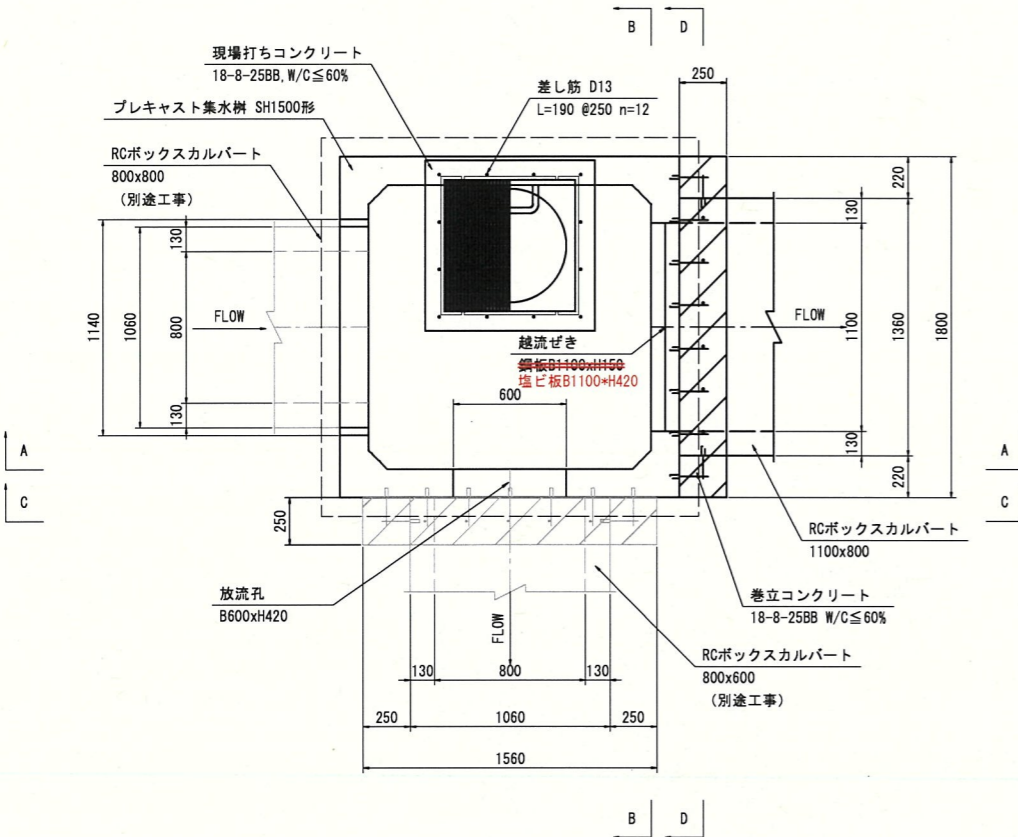 B
D
現場打ちコンクリート
18-8-25BB, W/C≦60%
差し筋 D13
L=190 @250 n=12
250
プレキャスト集水桝 SH1500形
RCボックスカルバート
800x800
(別途工事)
220
130
130
1140
1060
800
FLOW
FLOW
1100
1360
1800
越流ぜき
鋼板B1100xH150
塩ビ板B1100*H420
600
130
130
220
A
C
A
C
250
RCボックスカルバート
1100x800
放流孔
B600xH420
巻立コンクリート
18-8-25BB W/C≦60%
FLOW
RCボックスカルバート
800x600
(別途工事)
130
800
130
250
1060
250
1560
B
D